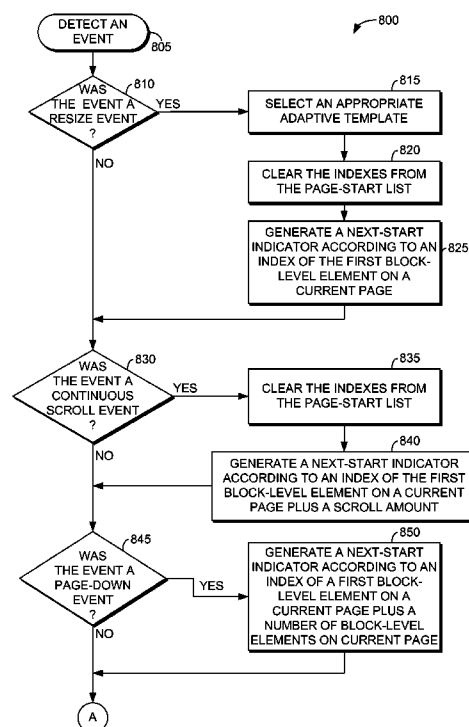 800
DETECT AN
EVENT
805
810
WAS
THE EVENT A
RESIZE EVENT
?
YES
NO
815
SELECT AN APPROPRIATE
ADAPTIVE TEMPLATE
820
CLEAR THE INDEXES FROM
THE PAGE-START LIST
GENERATE A NEXT-START
INDICATOR ACCORDING TO AN
INDEX OF THE FIRST BLOCK-
LEVEL ELEMENT ON A
CURRENT PAGE
825
830
WAS
THE EVENT A
CONTINUOUS
SCROLL EVENT
?
YES
NO
835
CLEAR THE INDEXES FROM
THE PAGE-START LIST
840
GENERATE A NEXT-START INDICATOR
ACCORDING TO AN INDEX OF THE FIRST
BLOCK-LEVEL ELEMENT ON A CURRENT
PAGE PLUS A SCROLL AMOUNT
845
WAS
THE EVENT A
PAGE-DOWN
EVENT
?
YES
NO
850
GENERATE A NEXT-START
INDICATOR ACCORDING TO AN
INDEX OF A FIRST BLOCK-
LEVEL ELEMENT ON A
CURRENT PAGE PLUS A
NUMBER OF BLOCK-LEVEL
ELEMENTS ON CURRENT PAGE
A